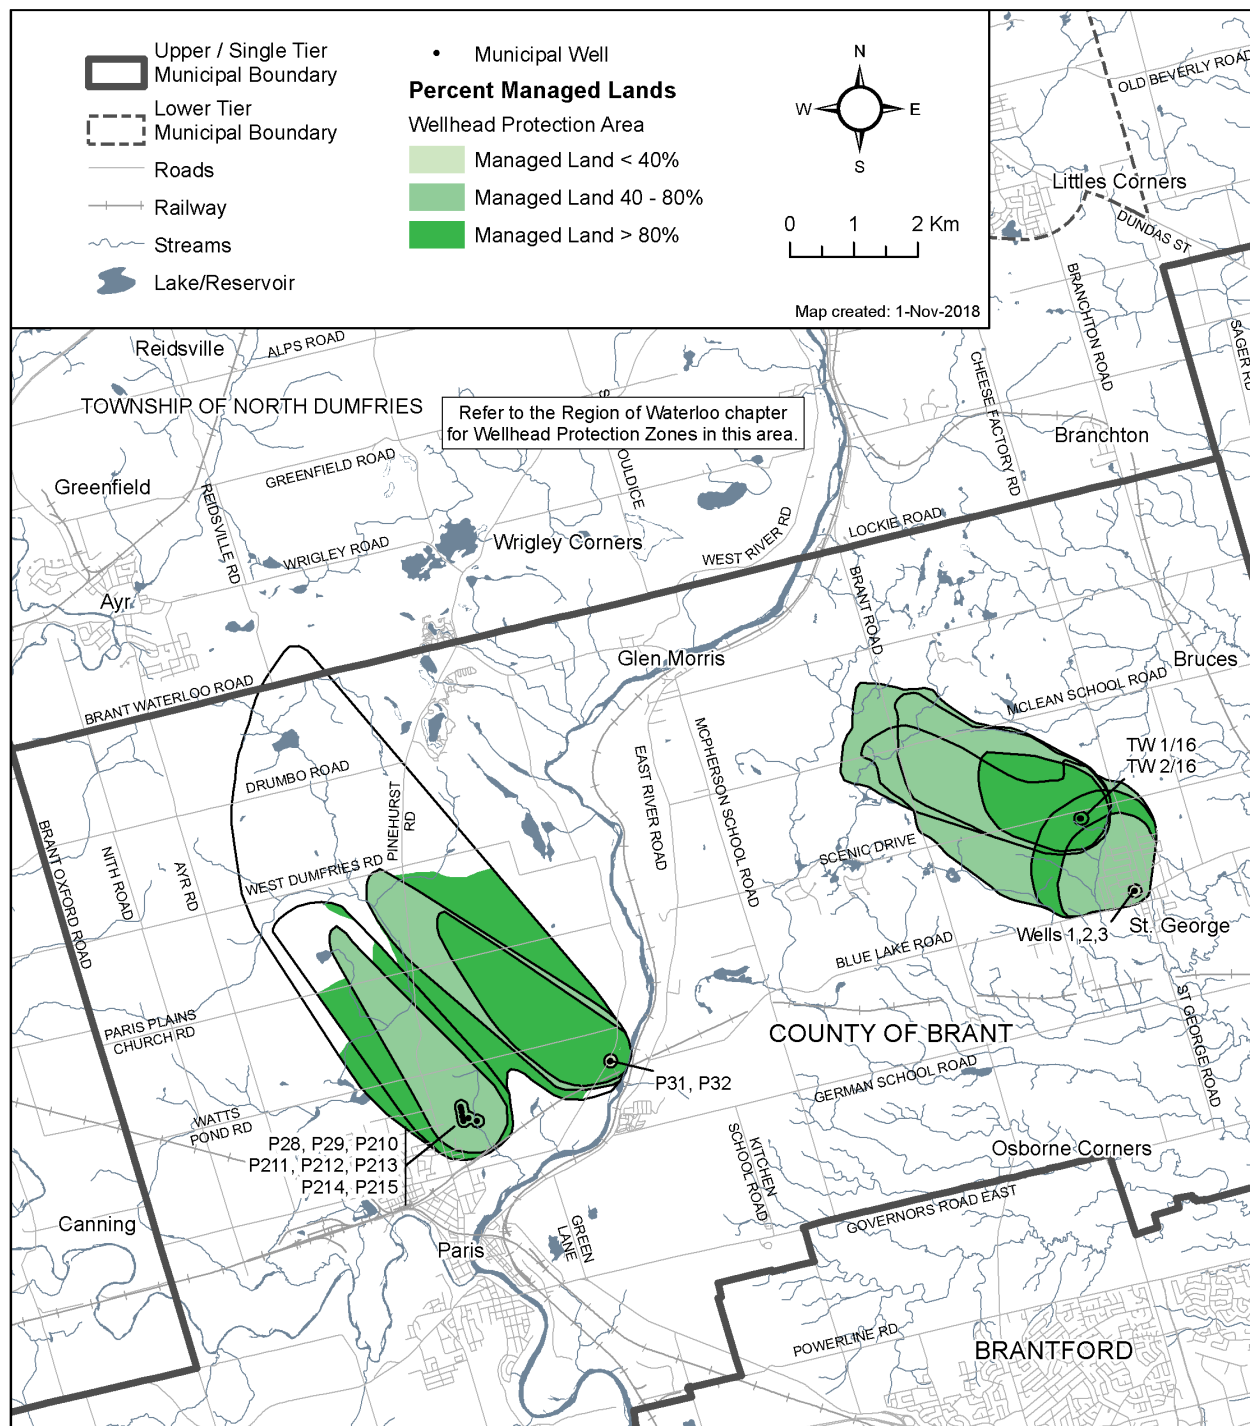 Upper / Single Tier
Municipal Boundary
Lower Tier
Municipal Boundary
Roads
Railway
Streams
Lake/Reservoir
Municipal Well
Percent Managed Lands
Wellhead Protection Area
Managed Land < 40%
Managed Land 40 - 80%
Managed Land > 80%
N
W
E
S
0 1 2 Km
Map created: 1-Nov-2018
OLD BEVERLY ROAD
Littles Corners
DUNDAS ST
BRANCHTON ROAD
SAGER RD
CHEESE FACTORY RD
Branchton
Reidsville
ALPS ROAD
TOWNSHIP OF NORTH DUMFRIES
Refer to the Region of Waterloo chapter
for Wellhead Protection Zones in this area.
GREENFIELD ROAD
Greenfield
REIDSVILLE RD
OULDICE
WRIGLEY ROAD
Wrigley Corners
WEST RIVER RD
LOCKIE ROAD
Ayr
BRANT ROAD
Glen Morris
Bruces
BRANT WATERLOO ROAD
MCLEAN SCHOOL ROAD
DRUMBO ROAD
PINEHURST
RD
EAST RIVER ROAD
MCPHERSON SCHOOL ROAD
TW 1/16
TW 2/16
BRANT OXFORD ROAD
NITH ROAD
AYR RD
WEST DUMFRIES RD
SCENIC DRIVE
Wells 1,2,3
St. George
BLUE LAKE ROAD
PARIS PLAINS
CHURCH RD
COUNTY OF BRANT
ST GEORGE ROAD
P31, P32
GERMAN SCHOOL ROAD
WATTS
POND RD
P28, P29, P210
P211, P212, P213
P214, P215
KITCHEN
SCHOOL ROAD
Osborne Corners
GOVERNORS ROAD EAST
Canning
Paris
GREEN
LANE
POWERLINE RD
BRANTFORD